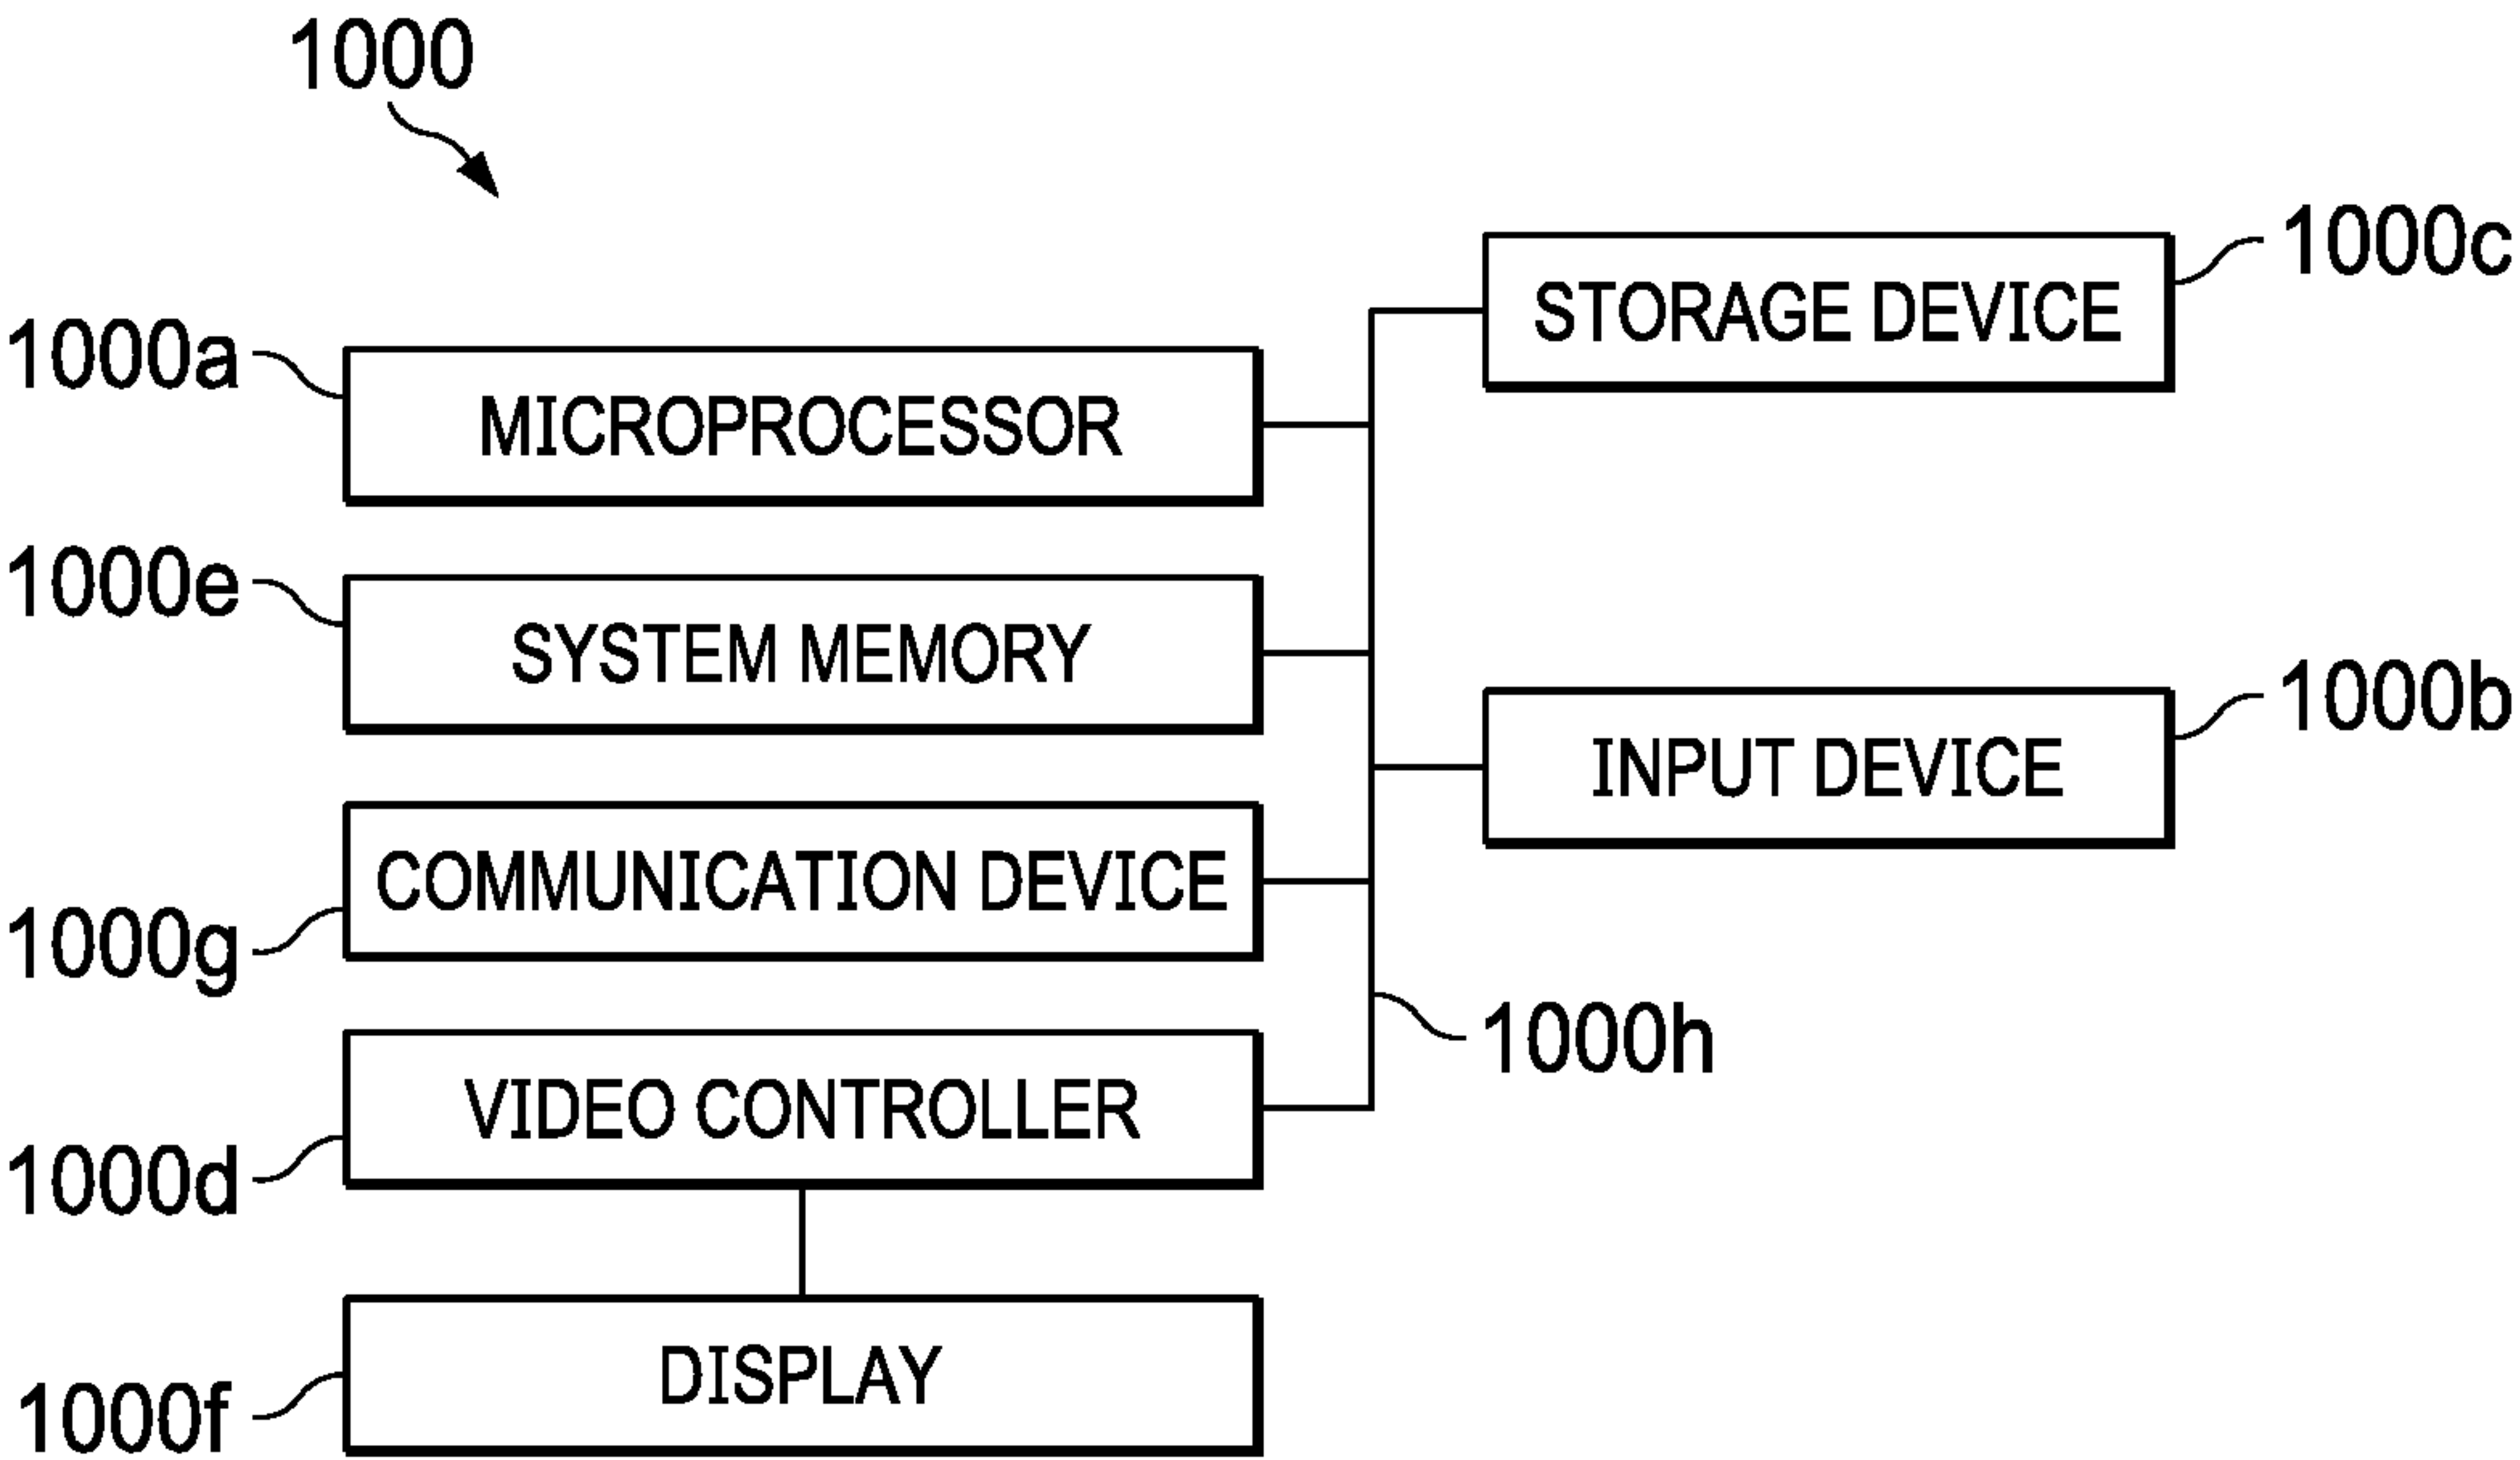 1000
1000c
STORAGE DEVICE
1000a
MICROPROCESSOR
1000e
SYSTEM MEMORY
1000b
INPUT DEVICE
COMMUNICATION DEVICE
1000g
1000h
VIDEO CONTROLLER
1000d
DISPLAY
1000f